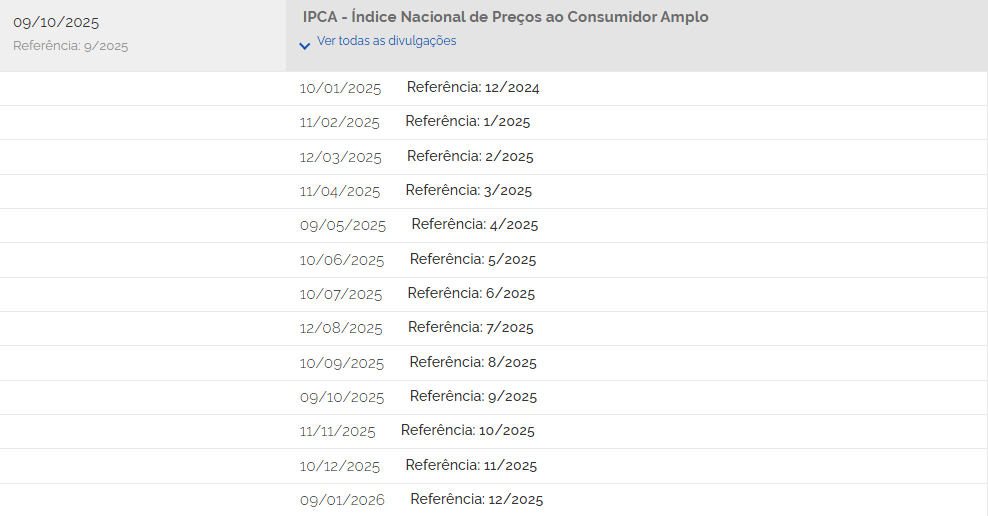 09/10/2025
Referência: 9/2025
IPCA - Índice Nacional de Preços ao Consumidor Amplo
Ver todas as divulgações
10/01/2025 Referência: 12/2024
11/02/2025 Referência: 1/2025
12/03/2025 Referência: 2/2025
11/04/2025 Referência: 3/2025
09/05/2025 Referência: 4/2025
10/06/2025 Referência: 5/2025
10/07/2025 Referência: 6/2025
12/08/2025 Referência: 7/2025
10/09/2025 Referência: 8/2025
09/10/2025 Referência: 9/2025
11/11/2025 Referência: 10/2025
10/12/2025 Referência: 11/2025
09/01/2026 Referência: 12/2025